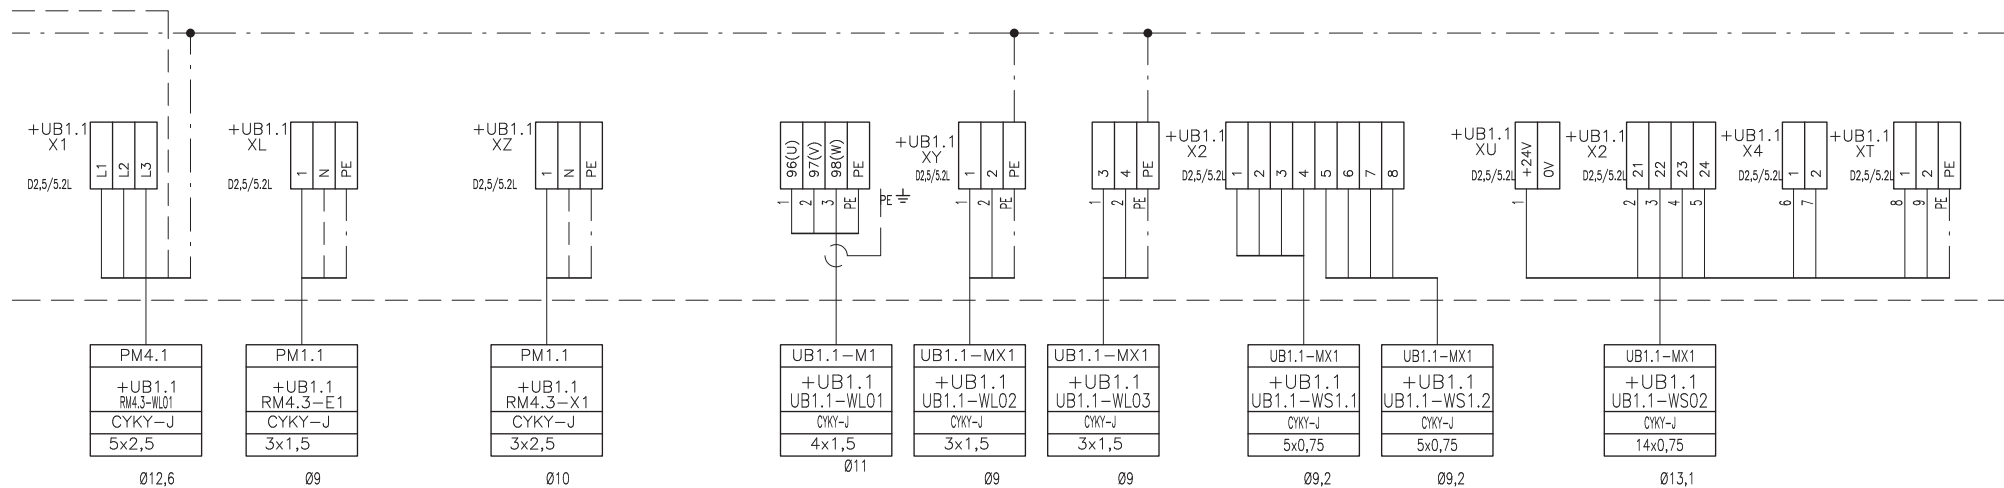 +UB1.1
X1
D2,5/5.2L
L1
L2
L3
+UB1.1
XL
D2,5/5.2L
1
N
PE
+UB1.1
XZ
D2,5/5.2L
1
N
PE
96(U)
97(V)
98(W)
PE
1
2
3
PE
PE
+UB1.1
XY
D2,5/5.2L
1
2
PE
1
2
PE
3
4
PE
1
2
PE
+UB1.1
X2
D2,5/5.2L
1
2
3
4
5
6
7
8
+UB1.1
XU
D2,5/5.2L
+24V
0V
1
+UB1.1
X2
D2,5/5.2L
21
22
23
24
2
3
4
5
+UB1.1
X4
D2,5/5.2L
1
2
6
7
+UB1.1
XT
D2,5/5.2L
1
2
PE
8
9
PE
PM4.1
+UB1.1
RM4.3-WL01
CYKY-J
5x2,5
Ø12,6
PM1.1
+UB1.1
RM4.3-E1
CYKY-J
3x1,5
Ø9
PM1.1
+UB1.1
RM4.3-X1
CYKY-J
3x2,5
Ø10
UB1.1-M1
+UB1.1
UB1.1-WL01
CYKY-J
4x1,5
Ø11
UB1.1-MX1
+UB1.1
UB1.1-WL02
CYKY-J
3x1,5
Ø9
UB1.1-MX1
+UB1.1
UB1.1-WL03
CYKY-J
3x1,5
Ø9
UB1.1-MX1
+UB1.1
UB1.1-WS1.1
CYKY-J
5x0,75
Ø9,2
UB1.1-MX1
+UB1.1
UB1.1-WS1.2
CYKY-J
5x0,75
Ø9,2
UB1.1-MX1
+UB1.1
UB1.1-WS02
CYKY-J
14x0,75
Ø13,1